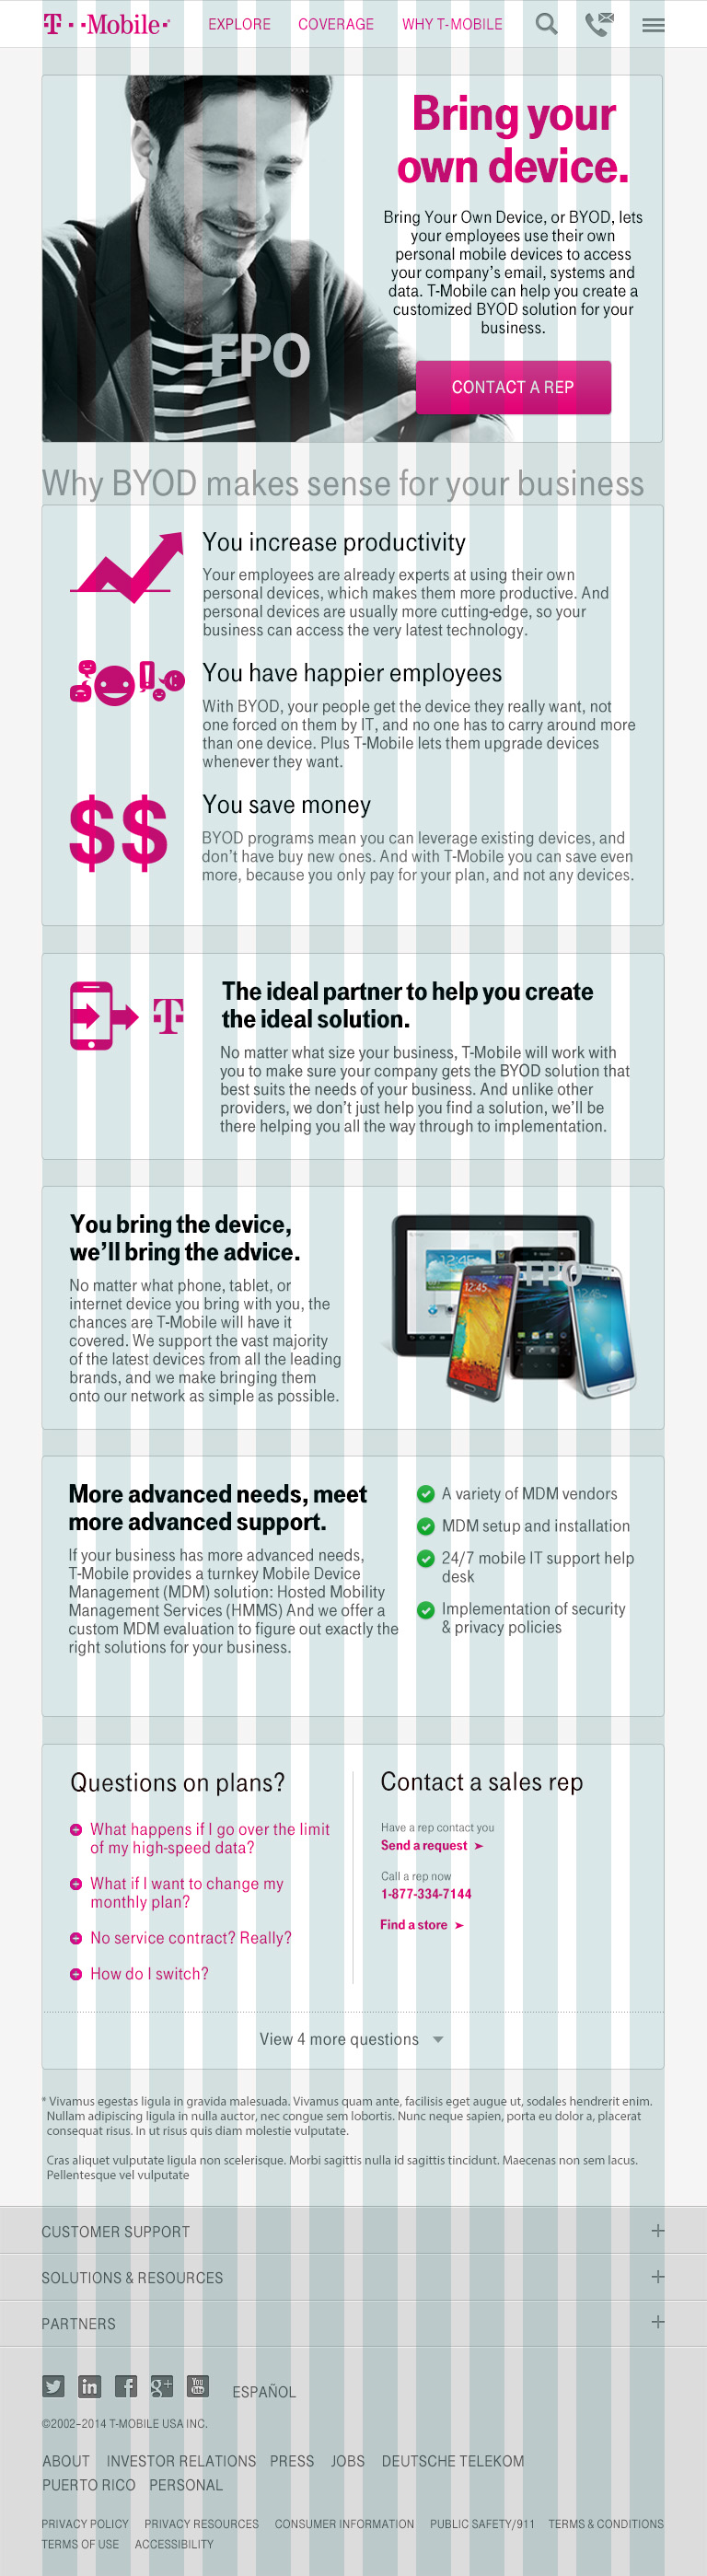 T··Mobile·®
EXPLORE COVERAGE WHY T-MOBILE
Bring your
own device.
Bring Your Own Device, or BYOD, lets
your employees use their own
personal mobile devices to access
your company’s email, systems and
data. T-Mobile can help you create a
customized BYOD solution for your
business.
FPO
CONTACT A REP
Why BYOD makes sense for your business
You increase productivity
Your employees are already experts at using their own
personal devices, which makes them more productive. And
personal devices are usually more cutting-edge, so your
business can access the very latest technology.
You have happier employees
With BYOD, your people get the device they really want, not
one forced on them by IT, and no one has to carry around more
than one device. Plus T-Mobile lets them upgrade devices
whenever they want.
$$
You save money
BYOD programs mean you can leverage existing devices, and
don’t have buy new ones. And with T-Mobile you can save even
more, because you only pay for your plan, and not any devices.
T
The ideal partner to help you create
the ideal solution.
No matter what size your business, T-Mobile will work with
you to make sure your company gets the BYOD solution that
best suits the needs of your business. And unlike other
providers, we don’t just help you find a solution, we’ll be
there helping you all the way through to implementation.
You bring the device,
we’ll bring the advice.
No matter what phone, tablet, or
internet device you bring with you, the
chances are T-Mobile will have it
covered. We support the vast majority
of the latest devices from all the leading
brands, and we make bringing them
onto our network as simple as possible.
FPO
12:45
More advanced needs, meet
more advanced support.
If your business has more advanced needs,
T-Mobile provides a turnkey Mobile Device
Management (MDM) solution: Hosted Mobility
Management Services (HMMS) And we offer a
custom MDM evaluation to figure out exactly the
right solutions for your business.
A variety of MDM vendors
MDM setup and installation
24/7 mobile IT support help
desk
Implementation of security
& privacy policies
Questions on plans?
What happens if I go over the limit
of my high-speed data?
What if I want to change my
monthly plan?
No service contract? Really?
How do I switch?
Contact a sales rep
Have a rep contact you
Send a request ➤
Call a rep now
1-877-334-7144
Find a store ➤
View 4 more questions
* Vivamus egestas ligula in gravida malesuada. Vivamus quam ante, facilisis eget augue ut, sodales hendrerit enim.
Nullam adipiscing ligula in nulla auctor, nec congue sem lobortis. Nunc neque sapien, porta eu dolor a, placerat
consequat risus. In ut risus quis diam molestie vulputate.
Cras aliquet vulputate ligula non scelerisque. Morbi sagittis nulla id sagittis tincidunt. Maecenas non sem lacus.
Pellentesque vel vulputate
CUSTOMER SUPPORT +
SOLUTIONS & RESOURCES +
PARTNERS +
in f g+ You Tube ESPAÑOL
©2002–2014 T-MOBILE USA INC.
ABOUT INVESTOR RELATIONS PRESS JOBS DEUTSCHE TELEKOM
PUERTO RICO PERSONAL
PRIVACY POLICY PRIVACY RESOURCES CONSUMER INFORMATION PUBLIC SAFETY/911 TERMS & CONDITIONS
TERMS OF USE ACCESSIBILITY